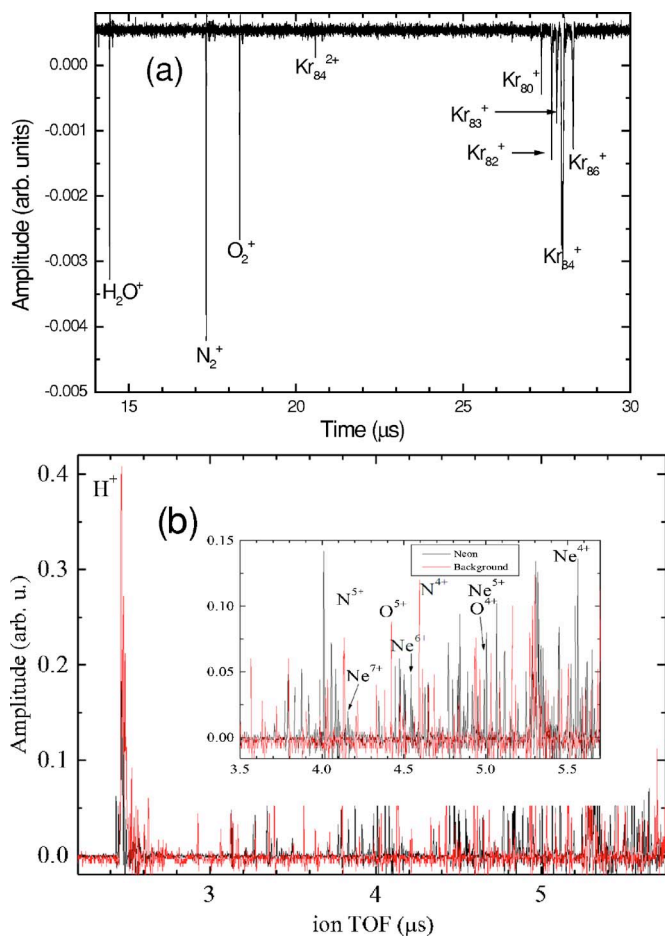 0.000
-0.001
-0.002
-0.003
-0.004
-0.005
Amplitude (arb. units)
(a)
Kr₈₄²⁺
Kr₈₀⁺
Kr₈₃⁺
Kr₈₂⁺
Kr₈₆⁺
O₂⁺
Kr₈₄⁺
H₂O⁺
N₂⁺
15 20 25 30
Time (μs)
0.4
0.3
0.2
0.1
0.0
Amplitude (arb. u.)
H⁺
(b)
0.15
0.10
0.05
0.00
Neon
Background
N⁵⁺
O⁵⁺
N⁴⁺
Ne⁵⁺
O⁴⁺
Ne⁴⁺
Ne⁶⁺
Ne⁷⁺
3.5 4.0 4.5 5.0 5.5
3 4 5
ion TOF (μs)